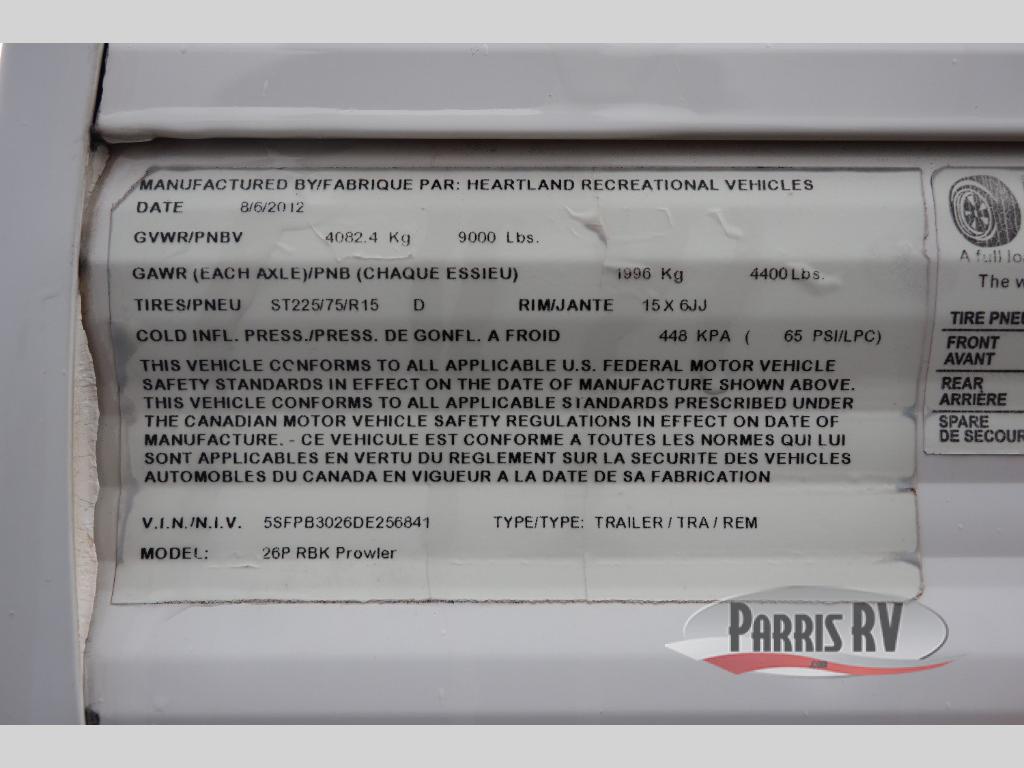 MANUFACTURED BY/FABRIQUE PAR: HEARTLAND RECREATIONAL VEHICLES
DATE 8/6/2012
GVWR/PNBV 4082.4 Kg 9000 Lbs.
GAWR (EACH AXLE)/PNB (CHAQUE ESSIEU) 1996 Kg 4400 Lbs.
TIRES/PNEU ST225/75/R15 D RIM/JANTE 15 X 6JJ
COLD INFL. PRESS./PRESS. DE GONFL. A FROID 448 KPA ( 65 PSI/LPC)
THIS VEHICLE CONFORMS TO ALL APPLICABLE U.S. FEDERAL MOTOR VEHICLE
SAFETY STANDARDS IN EFFECT ON THE DATE OF MANUFACTURE SHOWN ABOVE.
THIS VEHICLE CONFORMS TO ALL APPLICABLE STANDARDS PRESCRIBED UNDER
THE CANADIAN MOTOR VEHICLE SAFETY REGULATIONS IN EFFECT ON DATE OF
MANUFACTURE. - CE VEHICULE EST CONFORME A TOUTES LES NORMES QUI LUI
SONT APPLICABLES EN VERTU DU REGLEMENT SUR LA SECURITE DES VEHICLES
AUTOMOBLES DU CANADA EN VIGUEUR A LA DATE DE SA FABRICATION
V.I.N./N.I.V. 5SFPB3026DE256841 TYPE/TYPE: TRAILER / TRA / REM
MODEL: 26P RBK Prowler
A full lo
The w
TIRE PNEU
FRONT
AVANT
REAR
ARRIÈRE
SPARE
DE SECOUR
PARRIS RV
.com